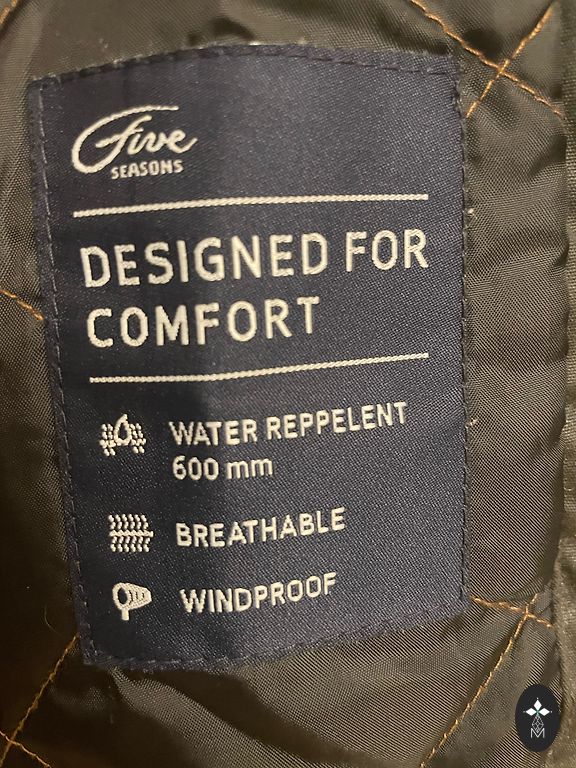 Five
SEASONS
DESIGNED FOR
COMFORT
WATER REPPELENT
600 mm
BREATHABLE
WINDPROOF
M